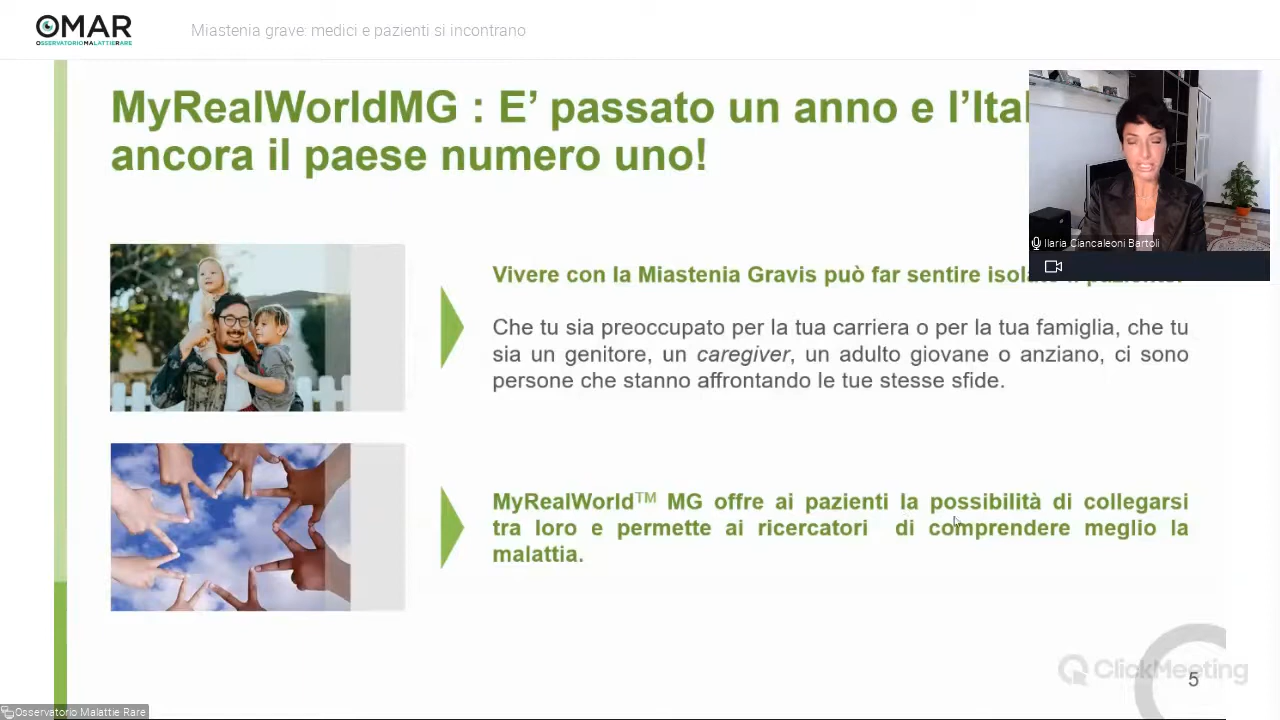 OMAR
OSSERVATORIOMALATTIERARE
Miastenia grave: medici e pazienti si incontrano
MyRealWorldMG : E' passato un anno e l'Ital
ancora il paese numero uno!
Ilaria Ciancaleoni Bartoli
Vivere con la Miastenia Gravis può far sentire
Che tu sia preoccupato per la tua carriera o per la tua famiglia, che tu
sia un genitore, un caregiver, un adulto giovane o anziano, ci sono
persone che stanno affrontando le tue stesse sfide.
MyRealWorld™ MG offre ai pazienti la possibilità di collegarsi
tra loro e permette ai ricercatori di comprendere meglio la
malattia.
ClickMeeting
5
Osservatorio Malattie Rare